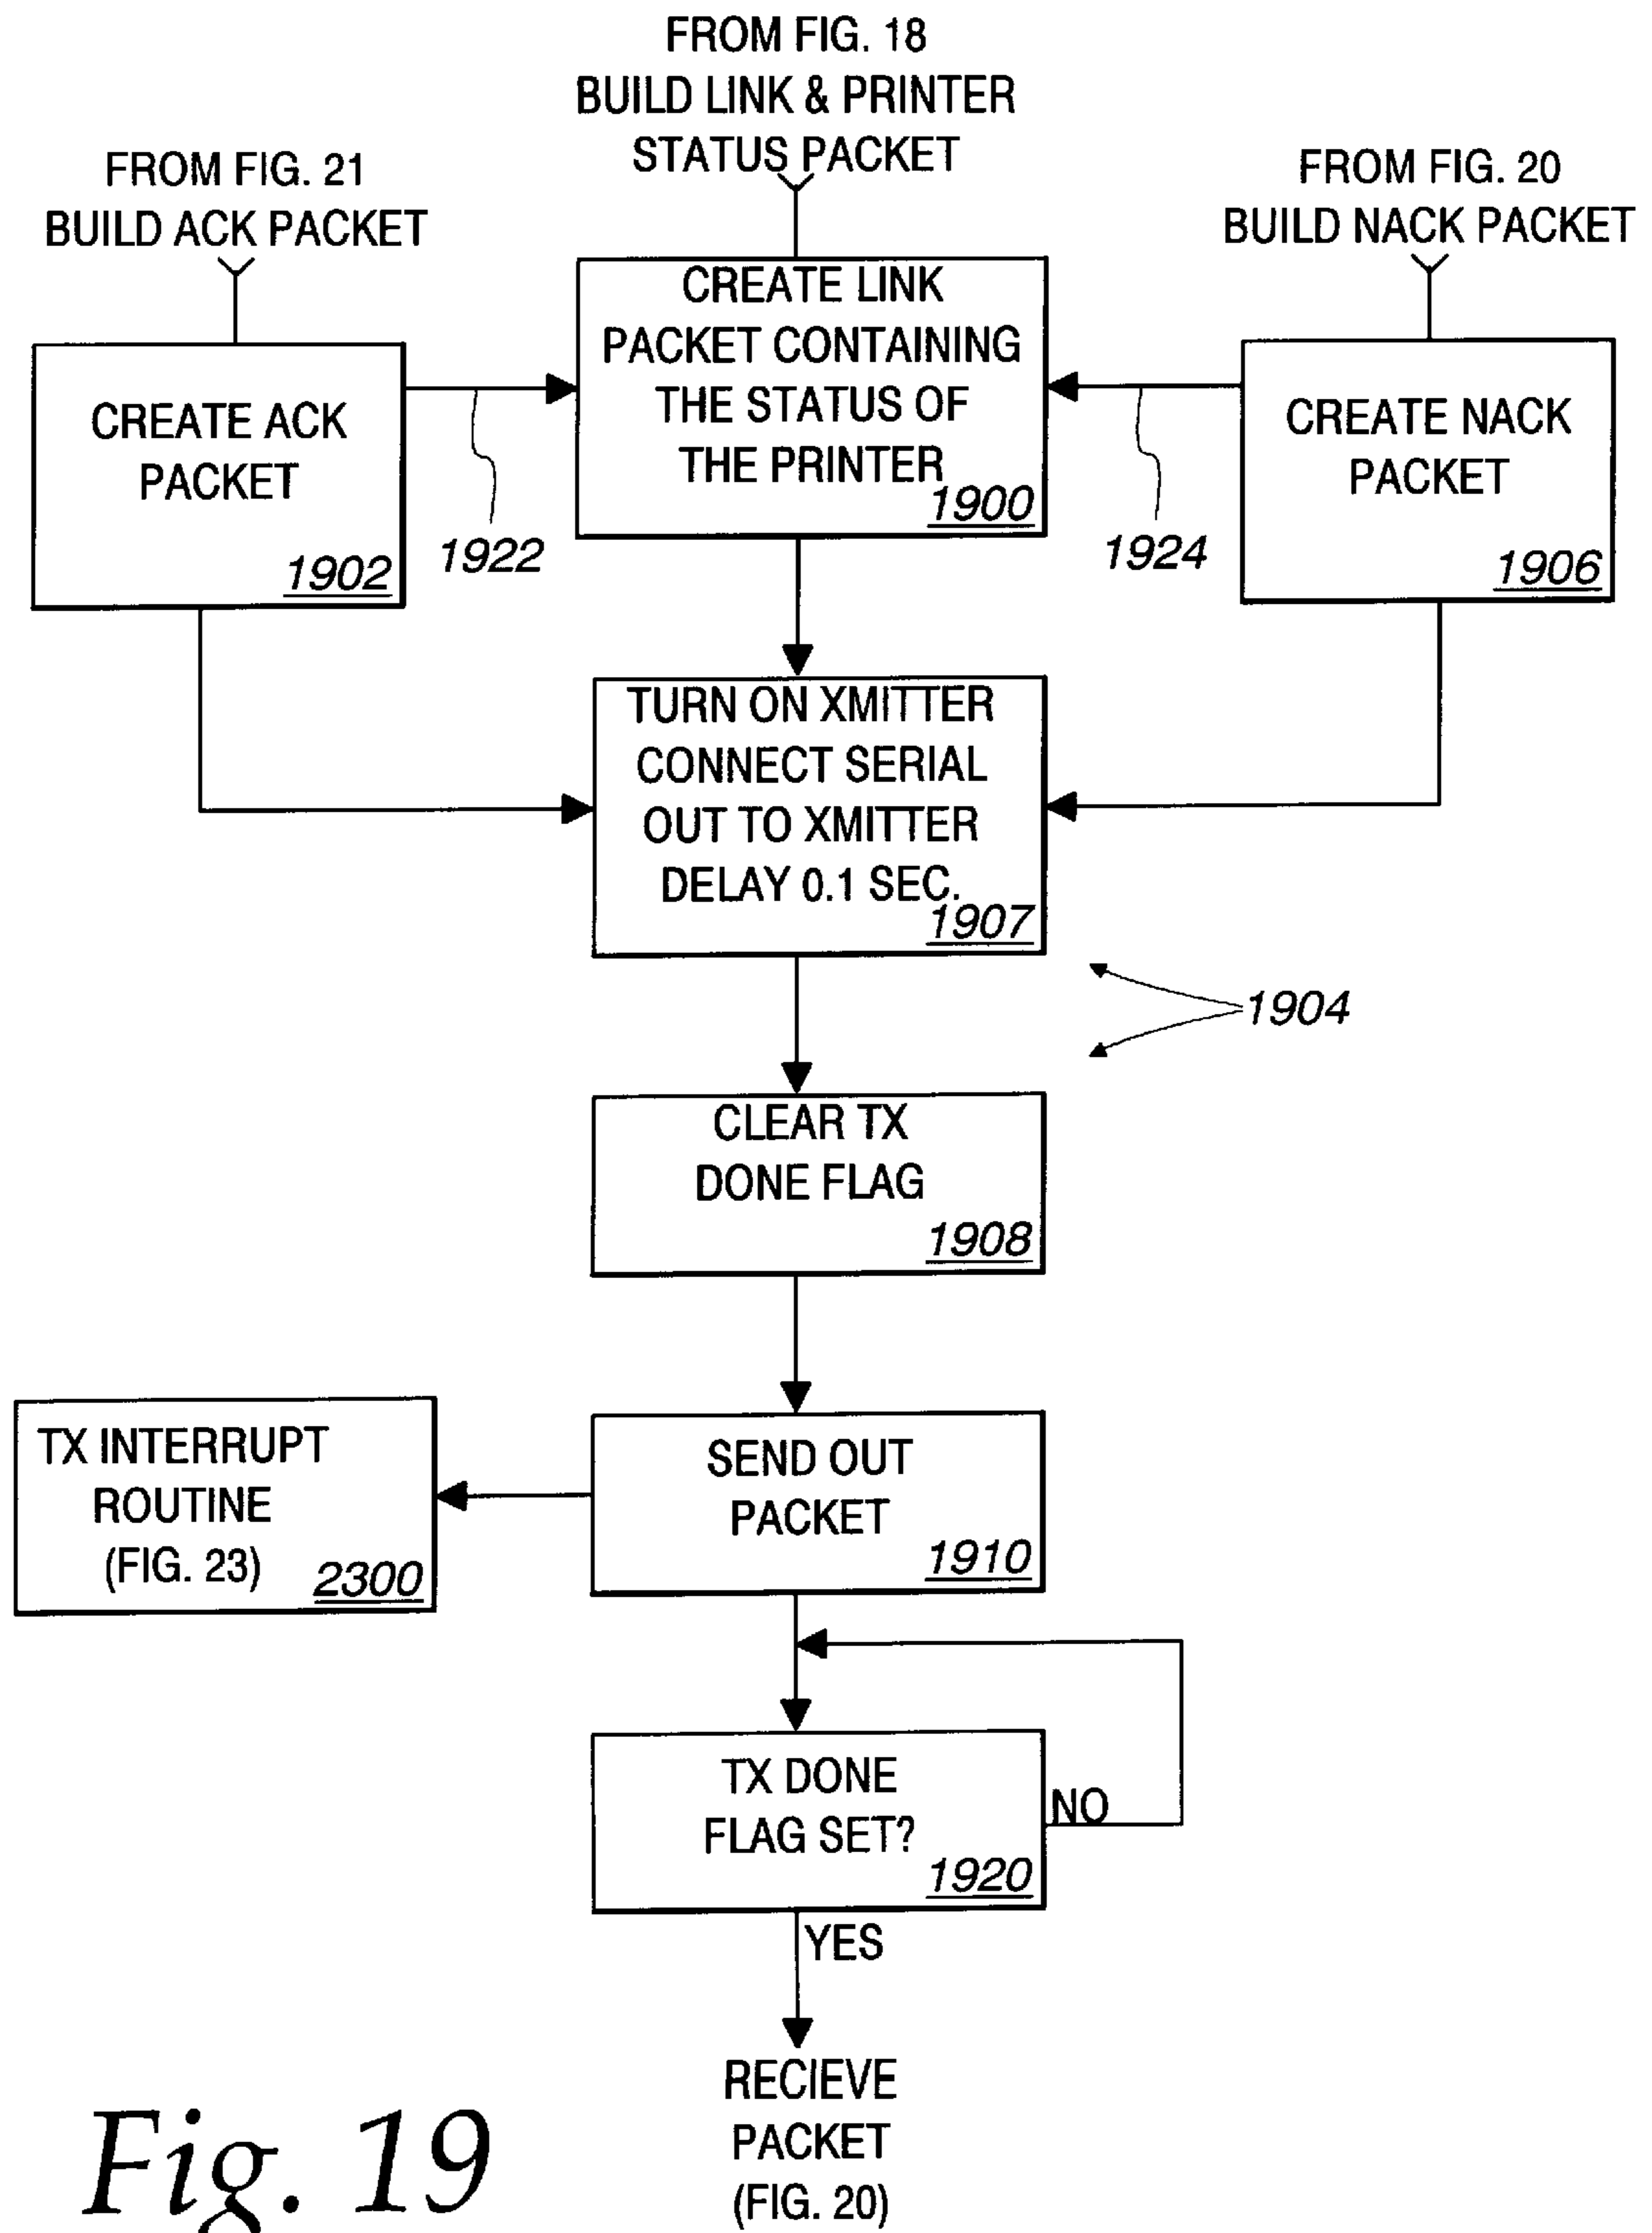 FROM FIG. 18
BUILD LINK & PRINTER
STATUS PACKET
FROM FIG. 21
BUILD ACK PACKET
FROM FIG. 20
BUILD NACK PACKET
CREATE ACK
PACKET
1902
1922
CREATE LINK
PACKET CONTAINING
THE STATUS OF
THE PRINTER
1900
1924
CREATE NACK
PACKET
1906
TURN ON XMITTER
CONNECT SERIAL
OUT TO XMITTER
DELAY 0.1 SEC.
1907
1904
CLEAR TX
DONE FLAG
1908
TX INTERRUPT
ROUTINE
(FIG. 23)
2300
SEND OUT
PACKET
1910
TX DONE
FLAG SET?
1920
NO
YES
RECIEVE
PACKET
(FIG. 20)
Fig. 19